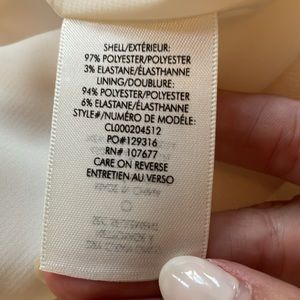 SHELL/EXTÉRIEUR:
97% POLYESTER/POLYESTER
3% ELASTANE/ÉLASTHANNE
LINING/DOUBLURE:
94% POLYESTER/POLYESTER
6% ELASTANE/ÉLASTHANNE
STYLE#/NUMÉRO DE MODÈLE:
CL000204512
PO#129316
RN# 107677
CARE ON REVERSE
ENTRETIEN AU VERSO